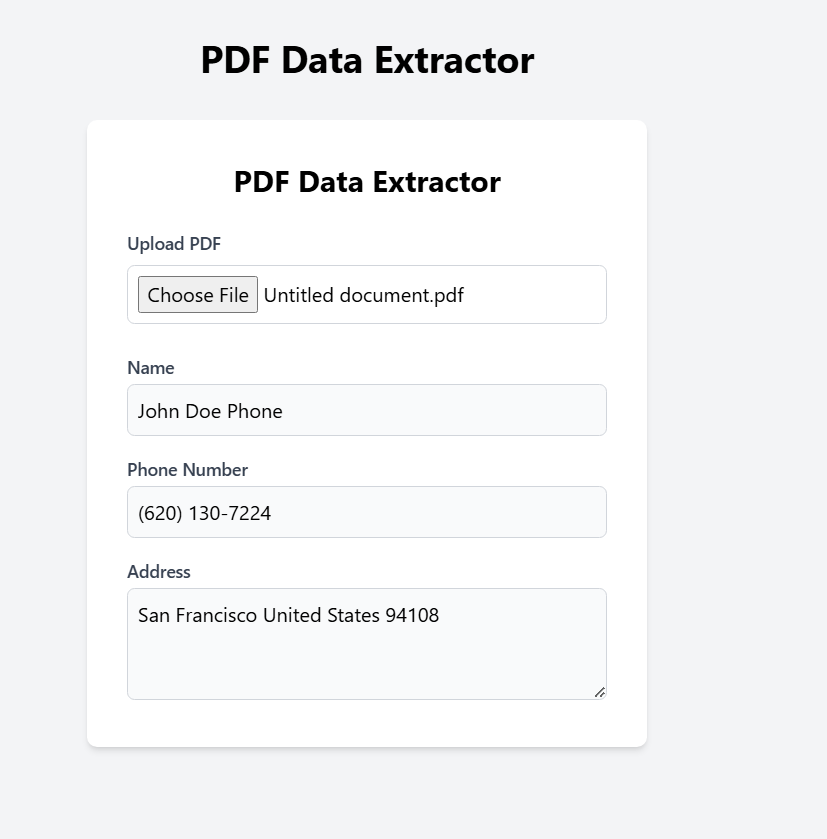 PDF Data Extractor
PDF Data Extractor
Upload PDF
Choose File Untitled document.pdf
Name
John Doe Phone
Phone Number
(620) 130-7224
Address
San Francisco United States 94108